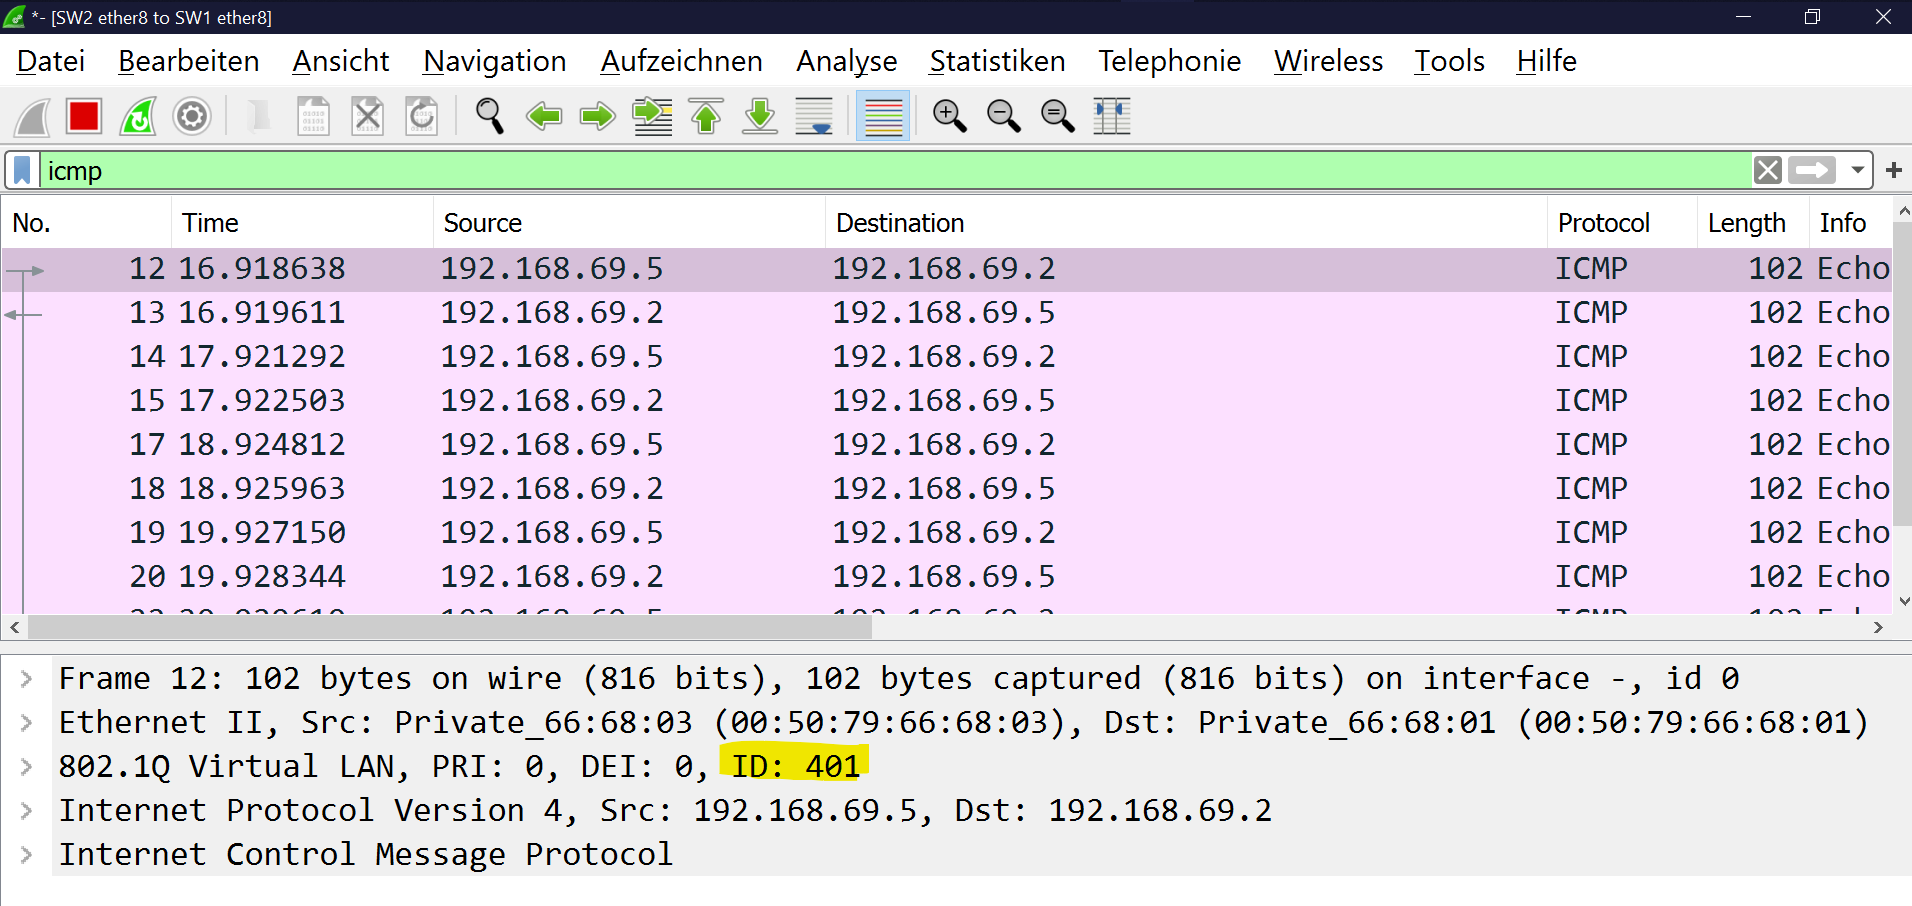 *- [SW2 ether8 to SW1 ether8]
Datei Bearbeiten Ansicht Navigation Aufzeichnen Analyse Statistiken Telephonie Wireless Tools Hilfe
icmp
No. Time Source Destination Protocol Length Info
12 16.918638 192.168.69.5 192.168.69.2 ICMP 102 Echo
13 16.919611 192.168.69.2 192.168.69.5 ICMP 102 Echo
14 17.921292 192.168.69.5 192.168.69.2 ICMP 102 Echo
15 17.922503 192.168.69.2 192.168.69.5 ICMP 102 Echo
17 18.924812 192.168.69.5 192.168.69.2 ICMP 102 Echo
18 18.925963 192.168.69.2 192.168.69.5 ICMP 102 Echo
19 19.927150 192.168.69.5 192.168.69.2 ICMP 102 Echo
20 19.928344 192.168.69.2 192.168.69.5 ICMP 102 Echo
Frame 12: 102 bytes on wire (816 bits), 102 bytes captured (816 bits) on interface -, id 0
Ethernet II, Src: Private_66:68:03 (00:50:79:66:68:03), Dst: Private_66:68:01 (00:50:79:66:68:01)
802.1Q Virtual LAN, PRI: 0, DEI: 0, ID: 401
Internet Protocol Version 4, Src: 192.168.69.5, Dst: 192.168.69.2
Internet Control Message Protocol